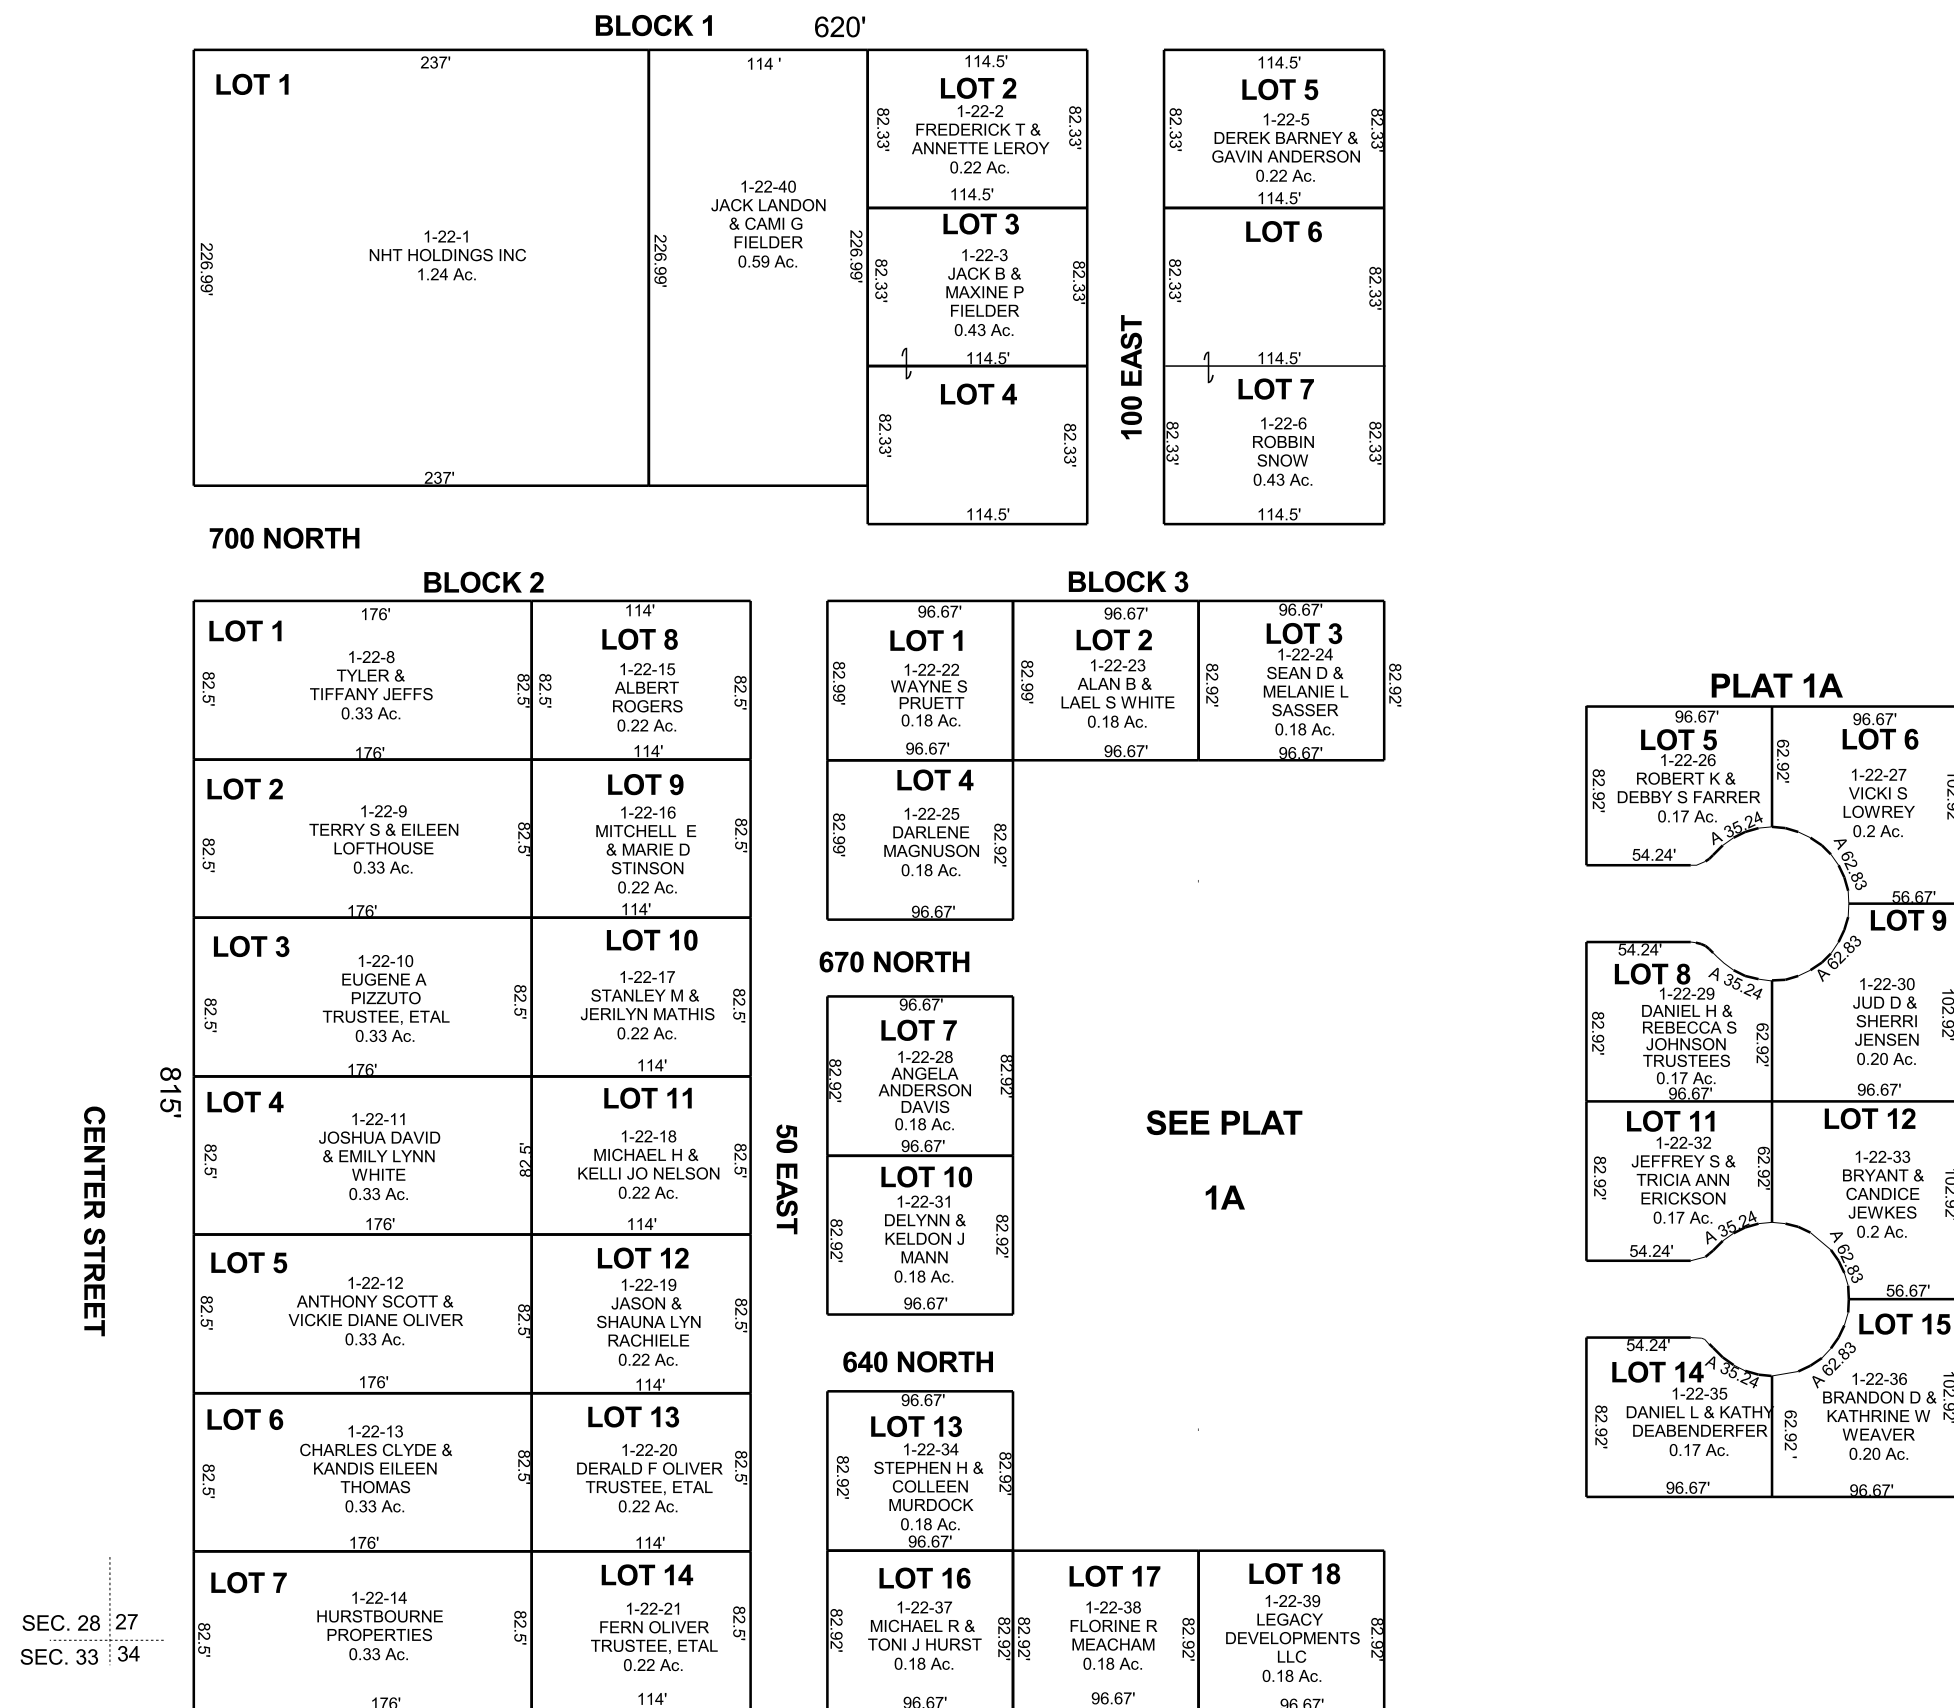 BLOCK 1
620'
LOT 1
237'
226.99'
1-22-1
NHT HOLDINGS INC
1.24 Ac.
226.99'
237'
114 '
1-22-40
JACK LANDON
& CAMI G
FIELDER
0.59 Ac.
226.99'
114.5'
LOT 2
82.33'
82.33'
1-22-2
FREDERICK T &
ANNETTE LEROY
0.22 Ac.
114.5'
LOT 3
82.33'
82.33'
1-22-3
JACK B &
MAXINE P
FIELDER
0.43 Ac.
114.5'
LOT 4
82.33'
82.33'
114.5'
100 EAST
114.5'
LOT 5
82.33'
82.33'
1-22-5
DEREK BARNEY &
GAVIN ANDERSON
0.22 Ac.
114.5'
LOT 6
82.33'
82.33'
114.5'
LOT 7
82.33'
82.33'
1-22-6
ROBBIN
SNOW
0.43 Ac.
114.5'
700 NORTH
BLOCK 2
176'
LOT 1
82.5'
82.5'
1-22-8
TYLER &
TIFFANY JEFFS
0.33 Ac.
176'
LOT 2
82.5'
82.5'
1-22-9
TERRY S & EILEEN
LOFTHOUSE
0.33 Ac.
176'
LOT 3
82.5'
82.5'
1-22-10
EUGENE A
PIZZUTO
TRUSTEE, ETAL
0.33 Ac.
176'
815'
CENTER STREET
LOT 4
82.5'
82.5'
1-22-11
JOSHUA DAVID
& EMILY LYNN
WHITE
0.33 Ac.
176'
LOT 5
82.5'
82.5'
1-22-12
ANTHONY SCOTT &
VICKIE DIANE OLIVER
0.33 Ac.
176'
LOT 6
82.5'
82.5'
1-22-13
CHARLES CLYDE &
KANDIS EILEEN
THOMAS
0.33 Ac.
176'
LOT 7
82.5'
82.5'
1-22-14
HURSTBOURNE
PROPERTIES
0.33 Ac.
176'
SEC. 28
27
SEC. 33
34
114'
LOT 8
82.5'
82.5'
1-22-15
ALBERT
ROGERS
0.22 Ac.
114'
LOT 9
82.5'
1-22-16
MITCHELL E
& MARIE D
STINSON
0.22 Ac.
114'
LOT 10
82.5'
1-22-17
STANLEY M &
JERILYN MATHIS
0.22 Ac.
114'
LOT 11
82.5'
1-22-18
MICHAEL H &
KELLI JO NELSON
0.22 Ac.
114'
LOT 12
82.5'
1-22-19
JASON &
SHAUNA LYN
RACHIELE
0.22 Ac.
114'
LOT 13
82.5'
1-22-20
DERALD F OLIVER
TRUSTEE, ETAL
0.22 Ac.
114'
LOT 14
82.5'
1-22-21
FERN OLIVER
TRUSTEE, ETAL
0.22 Ac.
114'
50 EAST
BLOCK 3
96.67'
LOT 1
82.99'
82.99'
1-22-22
WAYNE S
PRUETT
0.18 Ac.
96.67'
96.67'
LOT 2
82.92'
1-22-23
ALAN B &
LAEL S WHITE
0.18 Ac.
96.67'
96.67'
LOT 3
82.92'
1-22-24
SEAN D &
MELANIE L
SASSER
0.18 Ac.
96.67'
LOT 4
82.99'
82.92'
1-22-25
DARLENE
MAGNUSON
0.18 Ac.
96.67'
670 NORTH
96.67'
LOT 7
82.92'
82.92'
1-22-28
ANGELA
ANDERSON
DAVIS
0.18 Ac.
96.67'
LOT 10
82.92'
82.92'
1-22-31
DELYNN &
KELDON J
MANN
0.18 Ac.
96.67'
SEE PLAT
1A
640 NORTH
96.67'
LOT 13
82.92'
82.92'
1-22-34
STEPHEN H &
COLLEEN
MURDOCK
0.18 Ac.
96.67'
LOT 16
82.92'
82.92'
1-22-37
MICHAEL R &
TONI J HURST
0.18 Ac.
96.67'
LOT 17
82.92'
82.92'
1-22-38
FLORINE R
MEACHAM
0.18 Ac.
96.67'
LOT 18
82.92'
1-22-39
LEGACY
DEVELOPMENTS
LLC
0.18 Ac.
96.67'
PLAT 1A
96.67'
LOT 5
82.92'
62.92'
1-22-26
ROBERT K &
DEBBY S FARRER
0.17 Ac.
A 35.24
54.24'
96.67'
LOT 6
102.92'
1-22-27
VICKI S
LOWREY
0.2 Ac.
A 62.83
56.67'
54.24'
LOT 8
A 35.24
82.92'
62.92'
1-22-29
DANIEL H &
REBECCA S
JOHNSON
TRUSTEES
0.17 Ac.
96.67'
LOT 9
A 62.83
102.92'
1-22-30
JUD D &
SHERRI
JENSEN
0.20 Ac.
96.67'
LOT 11
82.92'
62.92'
1-22-32
JEFFREY S &
TRICIA ANN
ERICKSON
0.17 Ac.
A 35.24
54.24'
LOT 12
102.92'
1-22-33
BRYANT &
CANDICE
JEWKES
0.2 Ac.
A 62.83
56.67'
54.24'
LOT 14
A 35.24
82.92'
62.92'
1-22-35
DANIEL L & KATHY
DEABENDERFER
0.17 Ac.
96.67'
LOT 15
A 62.83
102.92'
1-22-36
BRANDON D &
KATHRINE W
WEAVER
0.20 Ac.
96.67'